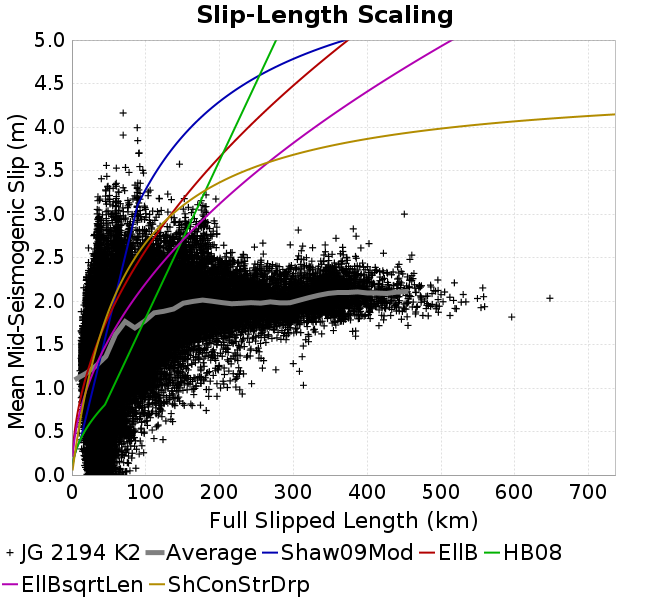 Slip-Length Scaling
Mean Mid-Seismogenic Slip (m)
5.0
4.5
4.0
3.5
3.0
2.5
2.0
1.5
1.0
0.5
0.0
0 100 200 300 400 500 600 700
Full Slipped Length (km)
JG 2194 K2 Average Shaw09Mod EllB HB08
EllBsqrtLen ShConStrDrp